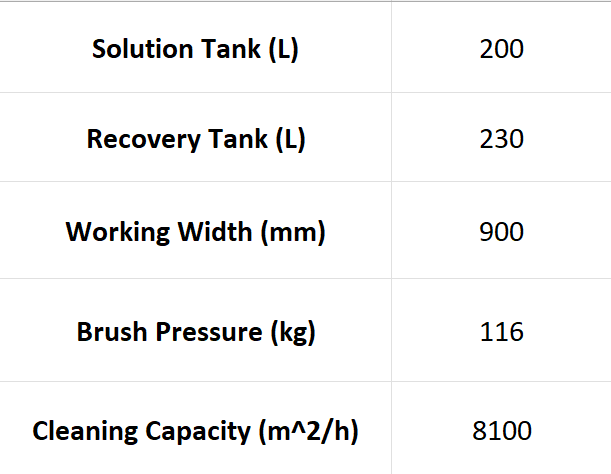 Solution Tank (L) 200
Recovery Tank (L) 230
Working Width (mm) 900
Brush Pressure (kg) 116
Cleaning Capacity (m^2/h) 8100